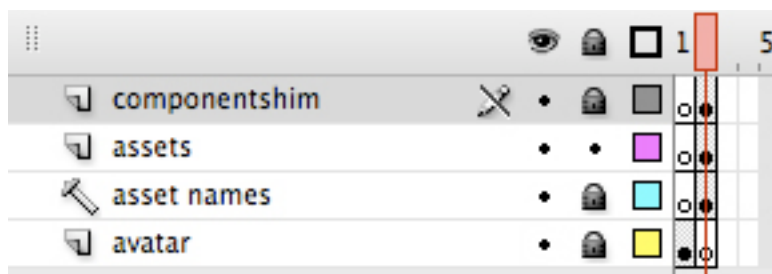 1 5
componentshim
assets
asset names
avatar